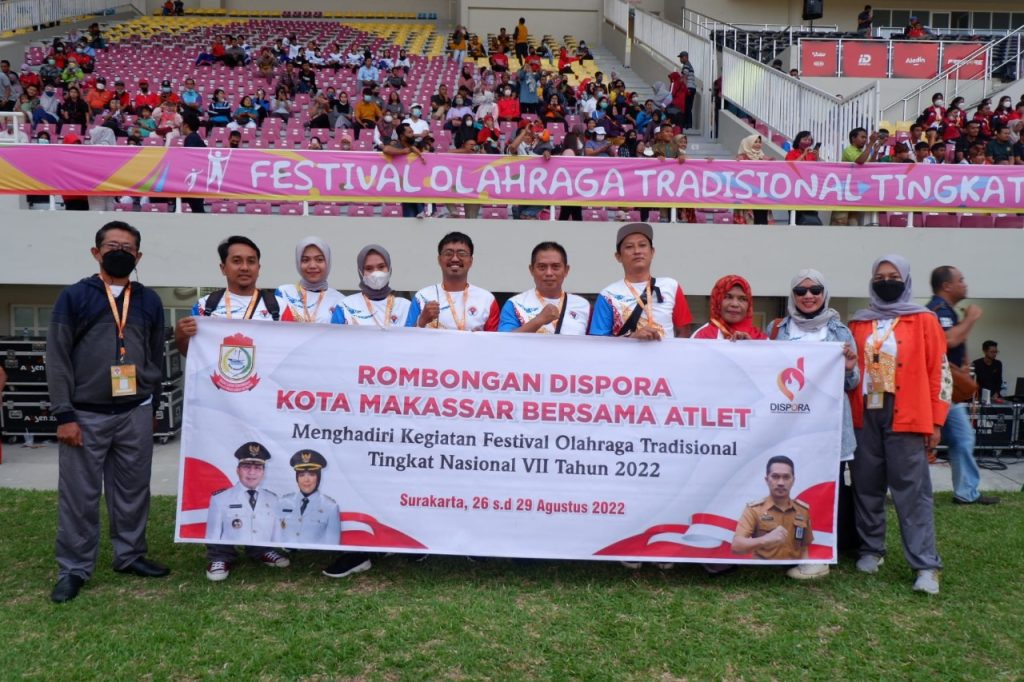 FESTIVAL OLAHRAGA TRADISIONAL TINGKAT
ROMBONGAN DISPORA
KOTA MAKASSAR BERSAMA ATLET
Menghadiri Kegiatan Festival Olahraga Tradisional
Tingkat Nasional VII Tahun 2022
Surakarta, 26 s.d 29 Agustus 2022
DISPORA